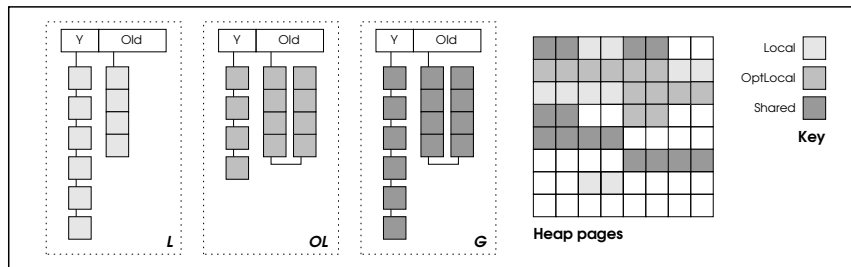 Y Old
Y Old
Y Old
L
OL
G
Heap pages
Local
OptLocal
Shared
Key